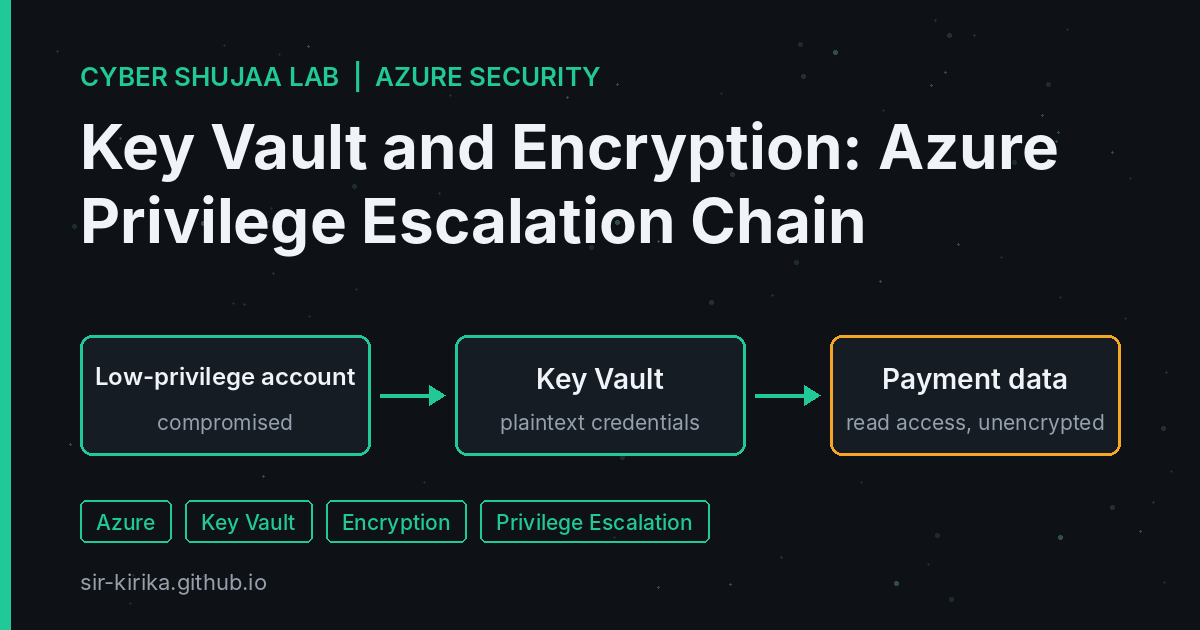 CYBER SHUJAA LAB | AZURE SECURITY
Key Vault and Encryption: Azure
Privilege Escalation Chain
Low-privilege account
compromised
Key Vault
plaintext credentials
Payment data
read access, unencrypted
Azure
Key Vault
Encryption
Privilege Escalation
sir-kirika.github.io